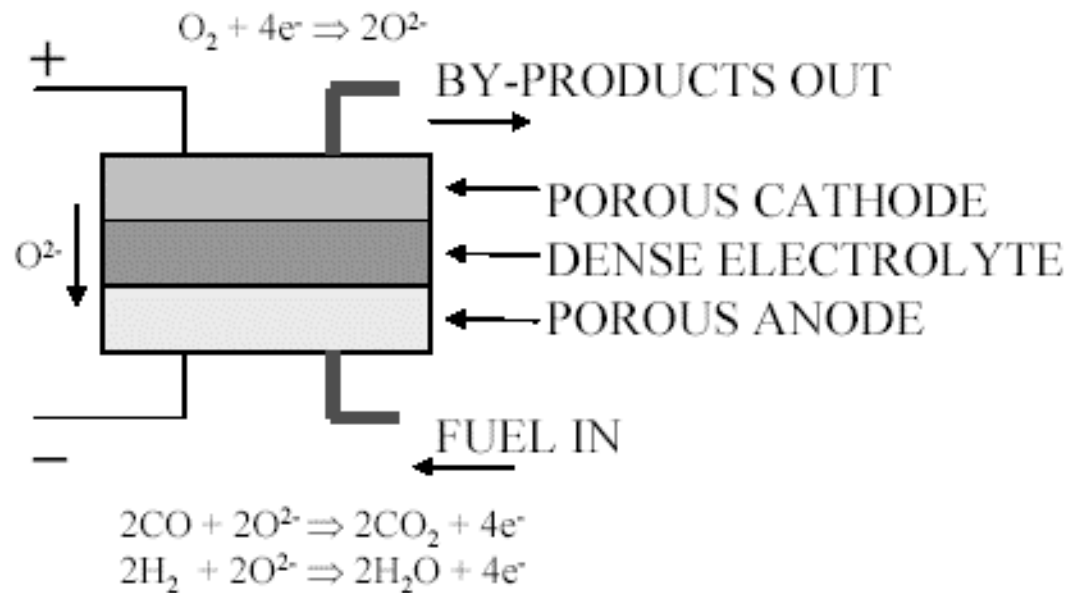 O₂ + 4e⁻ ⇒ 2O²⁻
+
BY-PRODUCTS OUT
POROUS CATHODE
O²⁻
DENSE ELECTROLYTE
POROUS ANODE
FUEL IN
−
2CO + 2O²⁻ ⇒ 2CO₂ + 4e⁻
2H₂ + 2O²⁻ ⇒ 2H₂O + 4e⁻